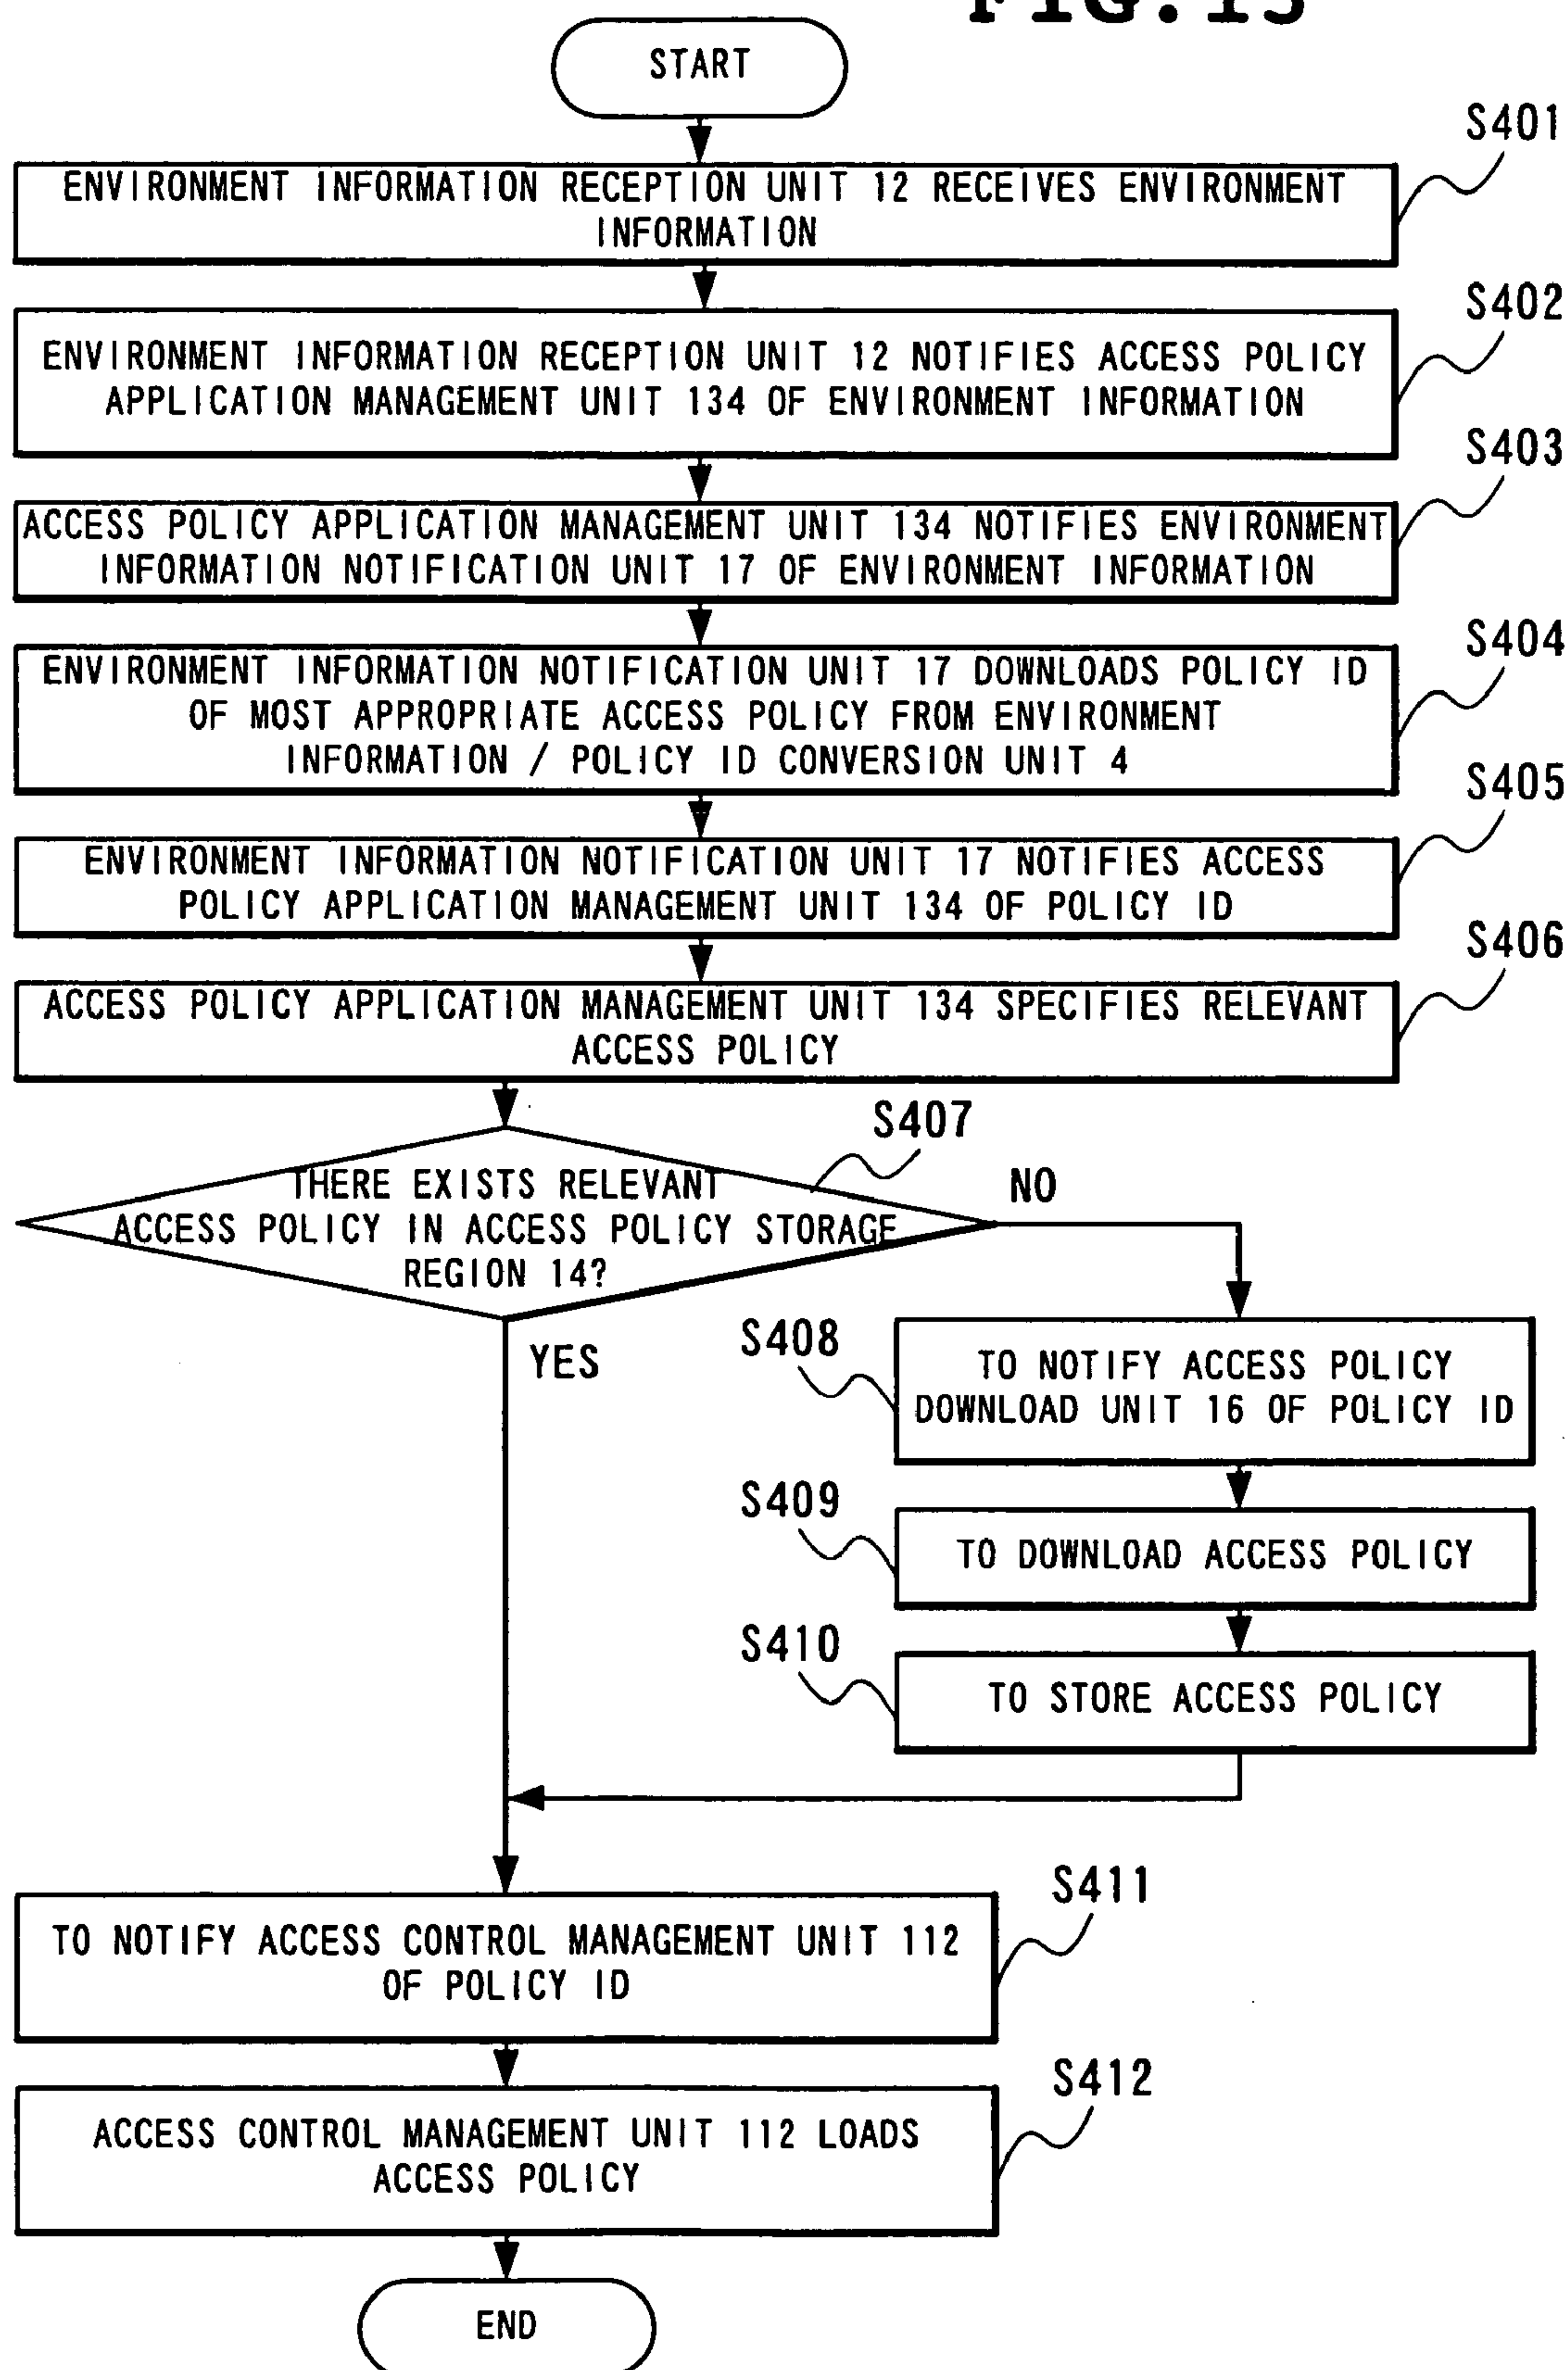 FIG. 13
START
S401
ENVIRONMENT INFORMATION RECEPTION UNIT 12 RECEIVES ENVIRONMENT
INFORMATION
S402
ENVIRONMENT INFORMATION RECEPTION UNIT 12 NOTIFIES ACCESS POLICY
APPLICATION MANAGEMENT UNIT 134 OF ENVIRONMENT INFORMATION
S403
ACCESS POLICY APPLICATION MANAGEMENT UNIT 134 NOTIFIES ENVIRONMENT
INFORMATION NOTIFICATION UNIT 17 OF ENVIRONMENT INFORMATION
S404
ENVIRONMENT INFORMATION NOTIFICATION UNIT 17 DOWNLOADS POLICY ID
OF MOST APPROPRIATE ACCESS POLICY FROM ENVIRONMENT
INFORMATION / POLICY ID CONVERSION UNIT 4
S405
ENVIRONMENT INFORMATION NOTIFICATION UNIT 17 NOTIFIES ACCESS
POLICY APPLICATION MANAGEMENT UNIT 134 OF POLICY ID
S406
ACCESS POLICY APPLICATION MANAGEMENT UNIT 134 SPECIFIES RELEVANT
ACCESS POLICY
S407
THERE EXISTS RELEVANT
ACCESS POLICY IN ACCESS POLICY STORAGE
REGION 14?
NO
YES
S408
TO NOTIFY ACCESS POLICY
DOWNLOAD UNIT 16 OF POLICY ID
S409
TO DOWNLOAD ACCESS POLICY
S410
TO STORE ACCESS POLICY
S411
TO NOTIFY ACCESS CONTROL MANAGEMENT UNIT 112
OF POLICY ID
S412
ACCESS CONTROL MANAGEMENT UNIT 112 LOADS
ACCESS POLICY
END